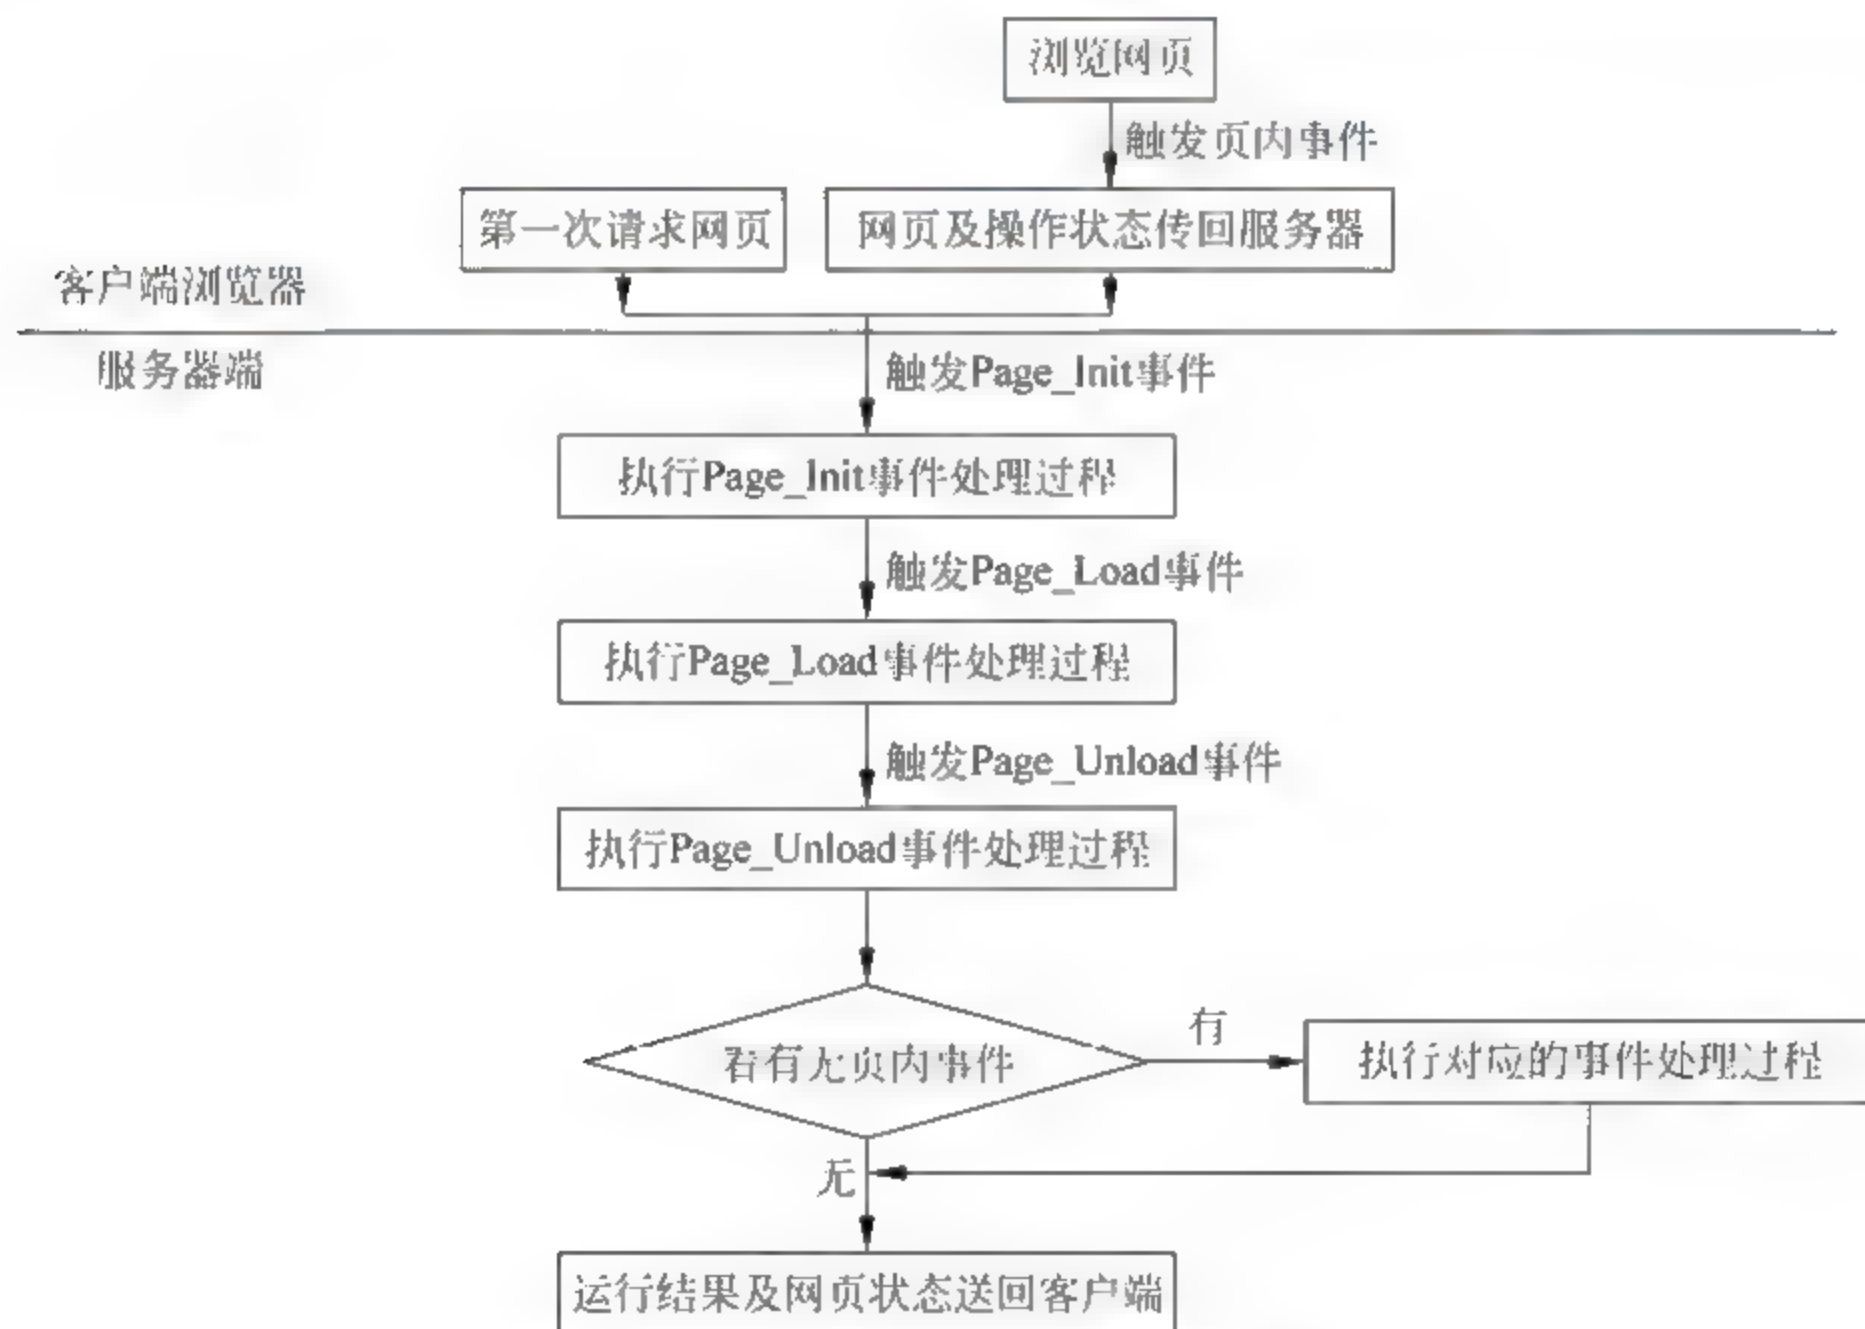 浏览网页
触发页内事件
第一次请求网页
网页及操作状态传回服务器
客户端浏览器
服务器端
触发Page_Init事件
执行Page_Init事件处理过程
触发Page_Load事件
执行Page_Load事件处理过程
触发Page_Unload事件
执行Page_Unload事件处理过程
看有无页内事件
有
执行对应的事件处理过程
无
运行结果及网页状态送回客户端